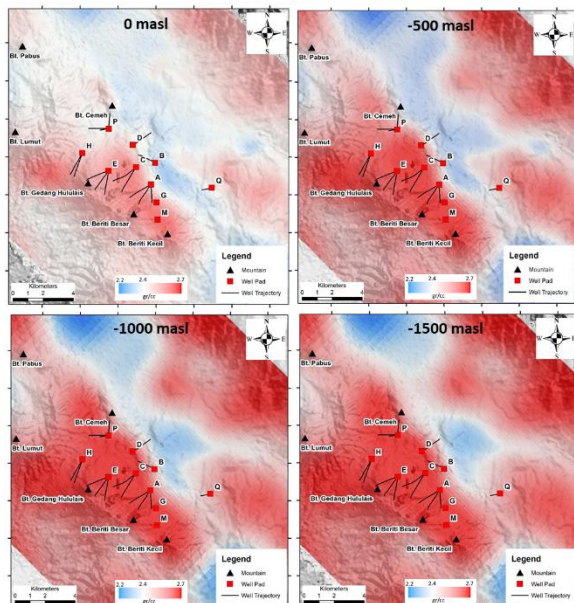 0 masl
N
W E
S
Bt. Pabus
Bt. Cemeh
P
Bt. Lumut
D
H
B
C
E
A
Q
Bt. Gedang Hululais
G
Bt. Beriti Besar
M
Bt. Beriti Kecil
Legend
Mountain
Well Pad
Well Trajectory
Kilometers
0 1 2 4
2.2 2.4 2.7
gr/cc
-500 masl
N
W E
S
Bt. Pabus
Bt. Cemeh
P
Bt. Lumut
D
H
B
C
E
A
Q
Bt. Gedang Hululais
G
Bt. Beriti Besar
M
Bt. Beriti Kecil
Legend
Mountain
Well Pad
Well Trajectory
Kilometers
0 1 2 4
2.2 2.4 2.7
gr/cc
-1000 masl
N
W E
S
Bt. Pabus
Bt. Cemeh
P
Bt. Lumut
D
H
B
C
E
A
Q
Bt. Gedang Hululais
G
Bt. Beriti Besar
M
Bt. Beriti Kecil
Legend
Mountain
Well Pad
Well Trajectory
Kilometers
0 1 2 4
2.2 2.4 2.7
gr/cc
-1500 masl
N
W E
S
Bt. Pabus
Bt. Cemeh
P
Bt. Lumut
D
H
B
C
E
A
Q
Bt. Gedang Hululais
G
Bt. Beriti Besar
M
Bt. Beriti Kecil
Legend
Mountain
Well Pad
Well Trajectory
Kilometers
0 1 2 4
2.2 2.4 2.7
gr/cc